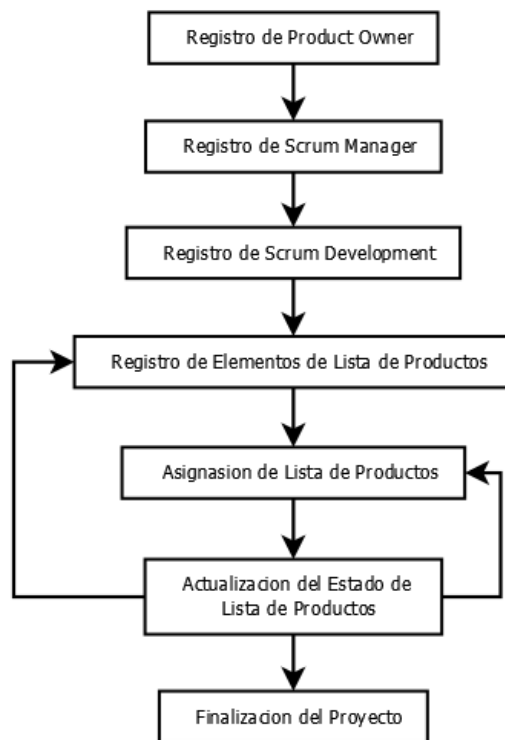 Registro de Product Owner
Registro de Scrum Manager
Registro de Scrum Development
Registro de Elementos de Lista de Productos
Asignasion de Lista de Productos
Actualizacion del Estado de
Lista de Productos
Finalizacion del Proyecto